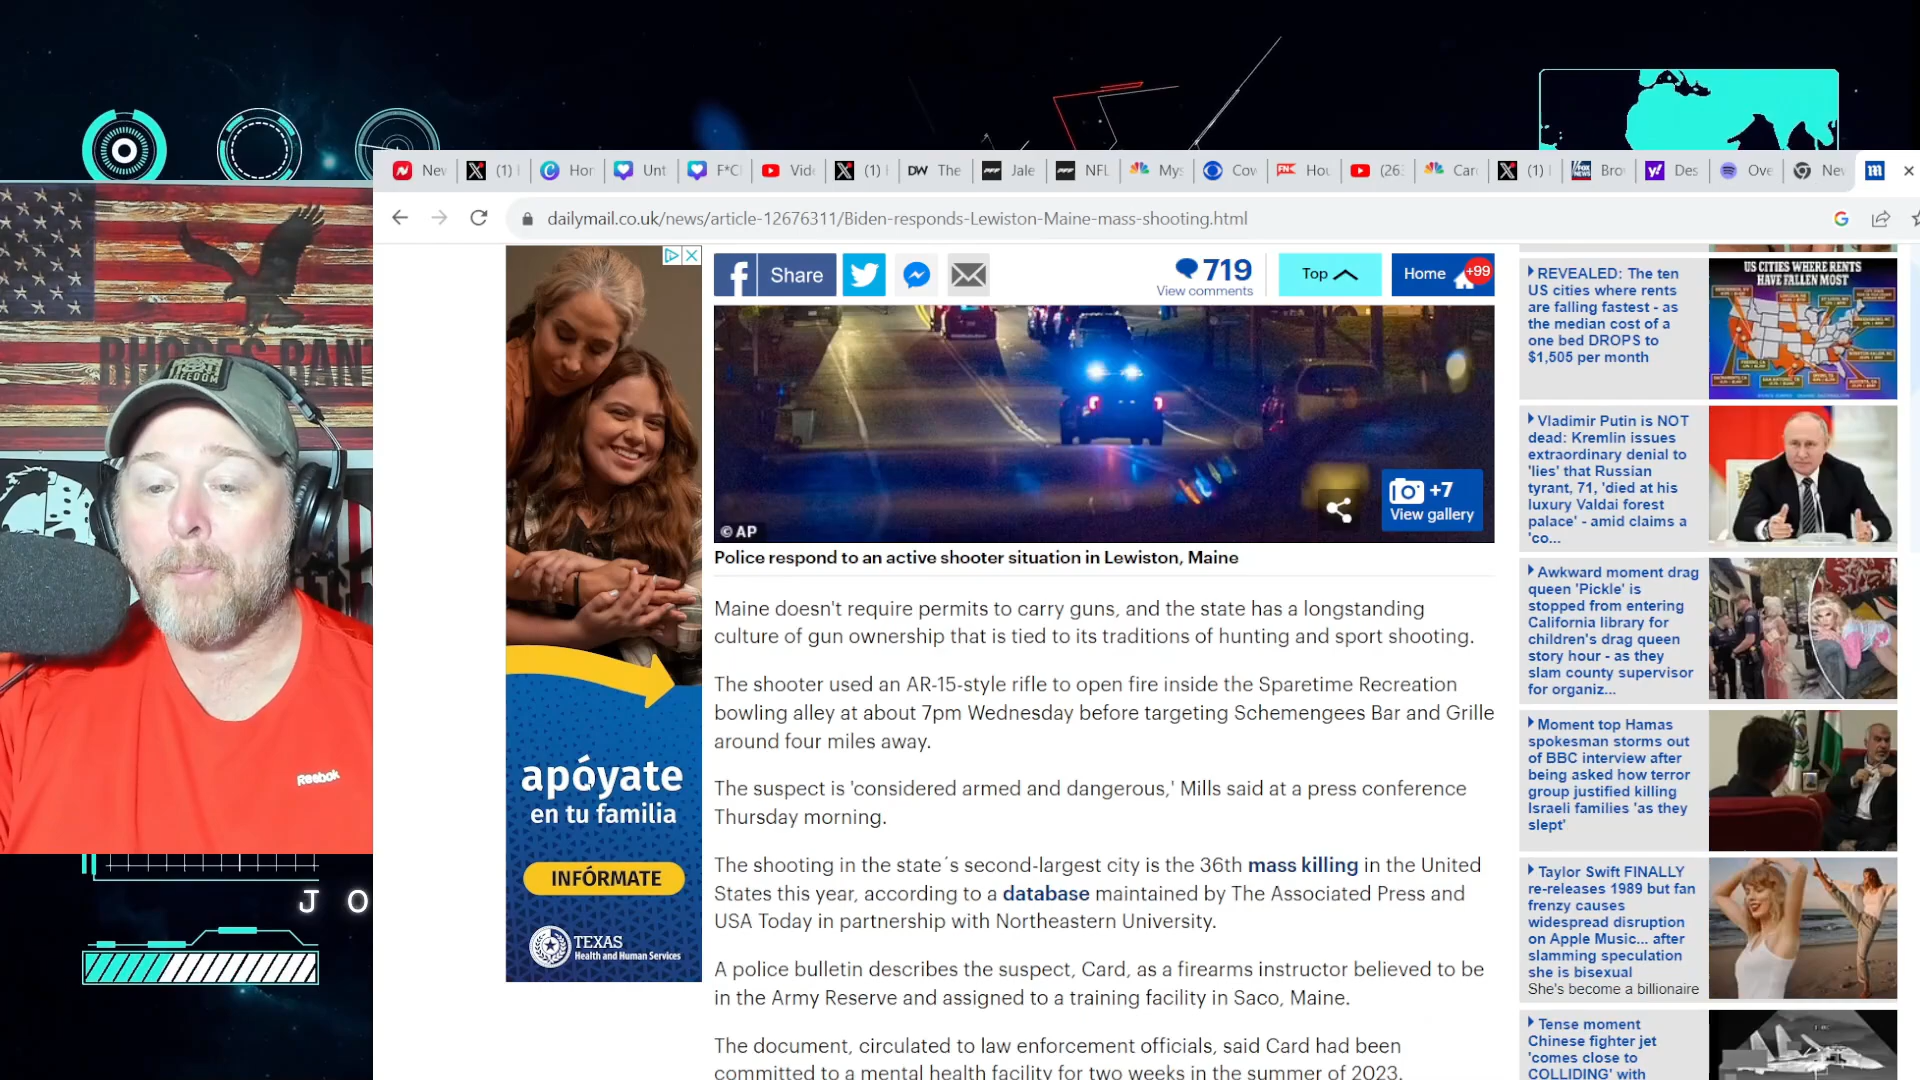 New
(1)
Hor
Unt
F*C
Vid
(1)
DW
The
Jale
NFL
Mys
Cov
FNK
Hou
(26
Car
(1)
Bro
Des
Ove
New
dailymail.co.uk/news/article-12676311/Biden-responds-Lewiston-Maine-mass-shooting.html
RHODES RANT
FREEDOM
Reebok
J O
apóyate
en tu familia
INFÓRMATE
TEXAS
Health and Human Services
Share
719
View comments
Top
Home
+99
+7
View gallery
© AP
Police respond to an active shooter situation in Lewiston, Maine
Maine doesn't require permits to carry guns, and the state has a longstanding
culture of gun ownership that is tied to its traditions of hunting and sport shooting.
The shooter used an AR-15-style rifle to open fire inside the Sparetime Recreation
bowling alley at about 7pm Wednesday before targeting Schemengees Bar and Grille
around four miles away.
The suspect is 'considered armed and dangerous,' Mills said at a press conference
Thursday morning.
The shooting in the state´s second-largest city is the 36th mass killing in the United
States this year, according to a database maintained by The Associated Press and
USA Today in partnership with Northeastern University.
A police bulletin describes the suspect, Card, as a firearms instructor believed to be
in the Army Reserve and assigned to a training facility in Saco, Maine.
The document, circulated to law enforcement officials, said Card had been
committed to a mental health facility for two weeks in the summer of 2023.
REVEALED: The ten
US cities where rents
are falling fastest - as
the median cost of a
one bed DROPS to
$1,505 per month
US CITIES WHERE RENTS
HAVE FALLEN MOST
Vladimir Putin is NOT
dead: Kremlin issues
extraordinary denial to
'lies' that Russian
tyrant, 71, 'died at his
luxury Valdai forest
palace' - amid claims a
'co...
Awkward moment drag
queen 'Pickle' is
stopped from entering
California library for
children's drag queen
story hour - as they
slam county supervisor
for organiz...
Moment top Hamas
spokesman storms out
of BBC interview after
being asked how terror
group justified killing
Israeli families 'as they
slept'
Taylor Swift FINALLY
re-releases 1989 but fan
frenzy causes
widespread disruption
on Apple Music... after
slamming speculation
she is bisexual
She's become a billionaire
Tense moment
Chinese fighter jet
'comes close to
COLLIDING' with